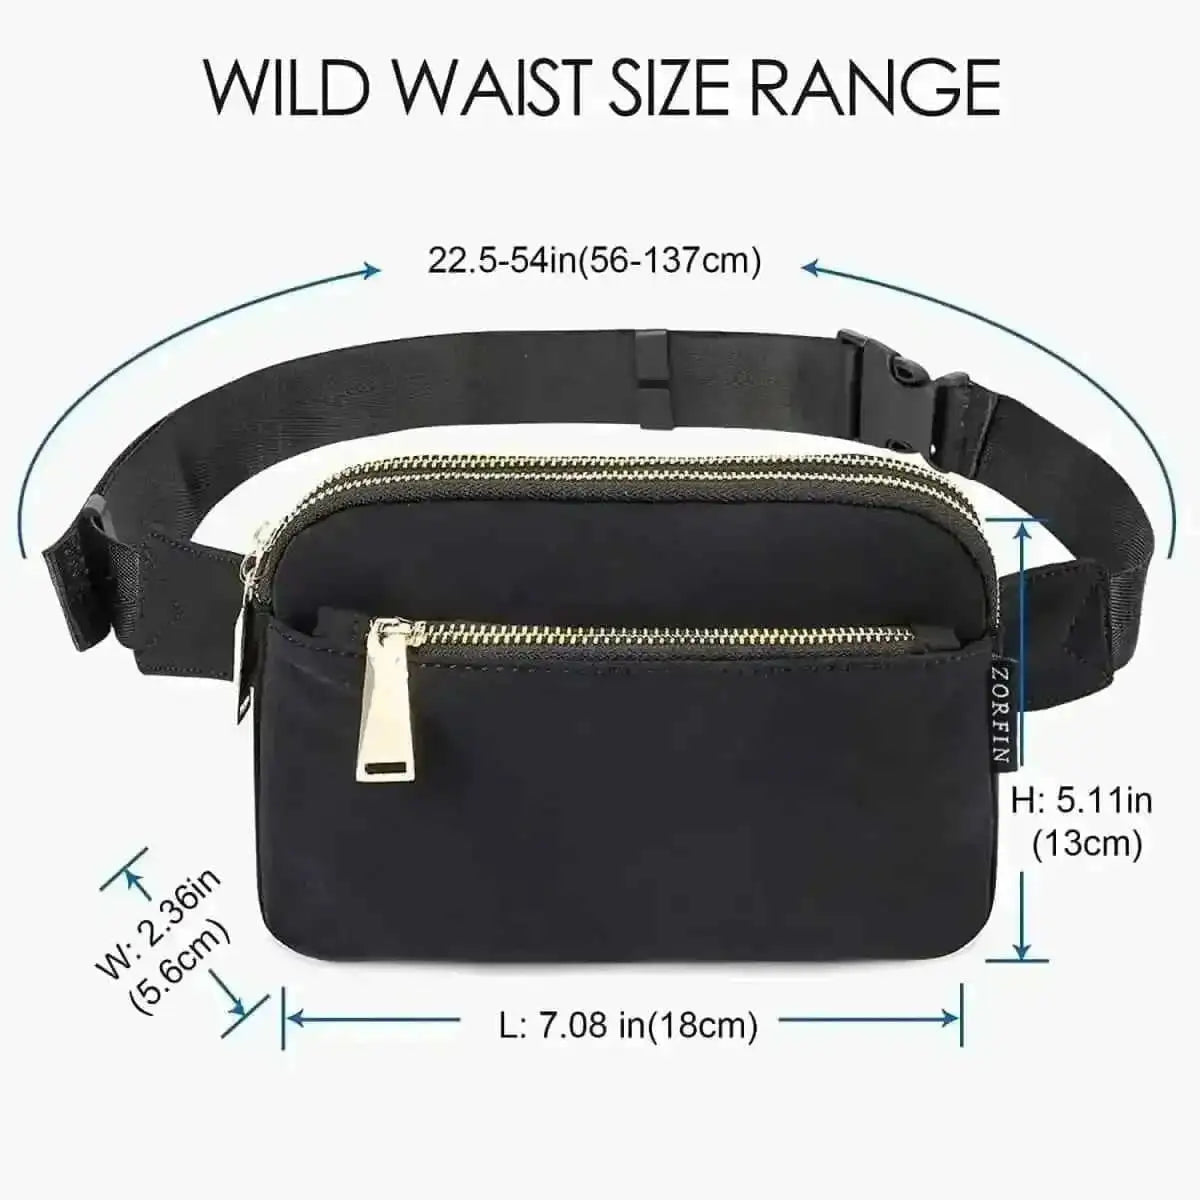 WILD WAIST SIZE RANGE
22.5-54in(56-137cm)
ZORFIN
H: 5.11in
(13cm)
W: 2.36in
(5.6cm)
L: 7.08 in(18cm)